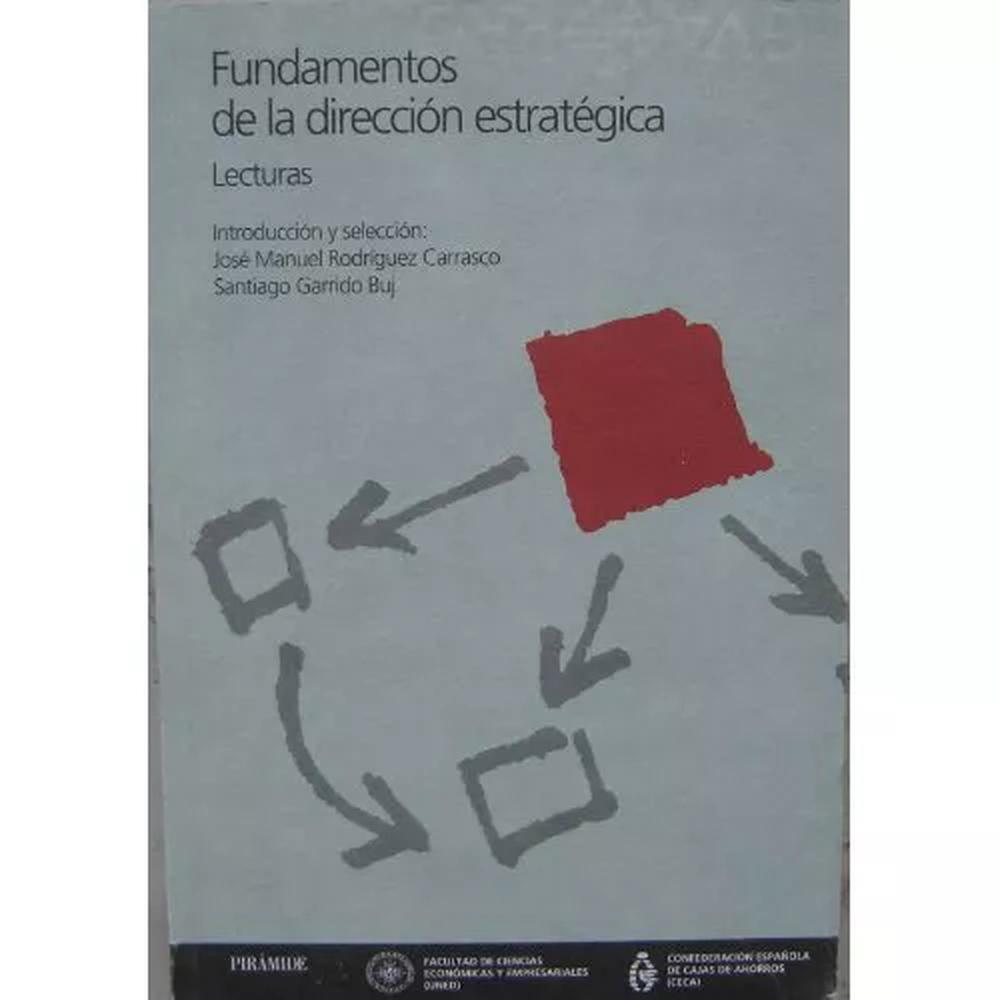 Fundamentos
de la dirección estratégica
Lecturas
Introducción y selección:
José Manuel Rodríguez Carrasco
Santiago Garrido Buj
PIRÁMIDE
FACULTAD DE CIENCIAS
ECONÓMICAS Y EMPRESARIALES
(UNED)
CONFEDERACIÓN ESPAÑOLA
DE CAJAS DE AHORROS
(CECA)